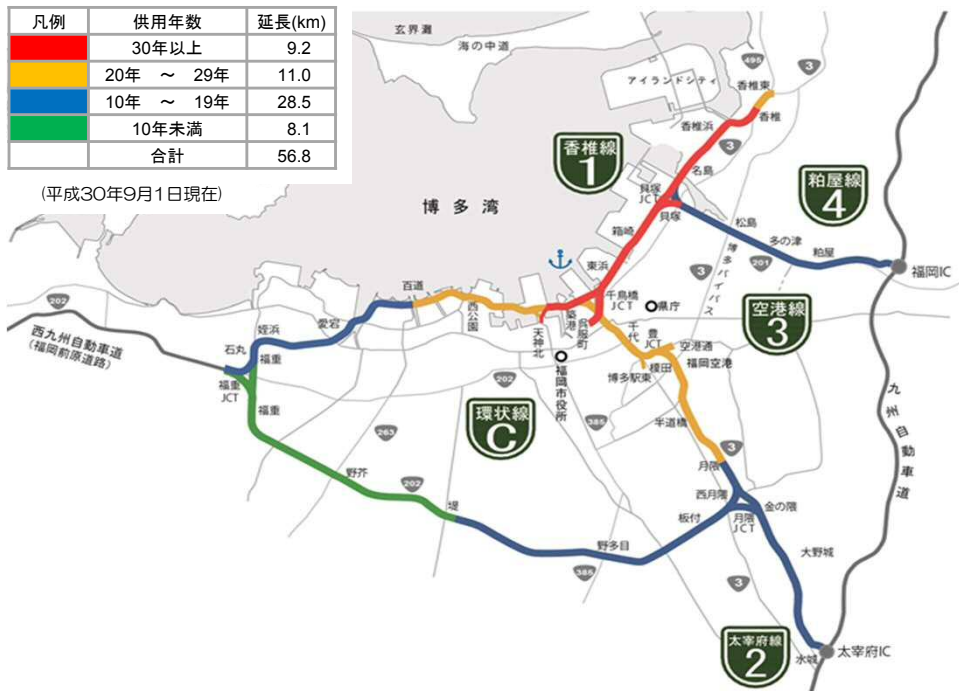 凡例 供用年数 延長(km)
30年以上 9.2
20年 ～ 29年 11.0
10年 ～ 19年 28.5
10年未満 8.1
合計 56.8
(平成30年9月1日現在)
玄界灘
海の中道
アイランドシティ
495
3
香椎東
香椎
香椎浜
3
名島
香椎線
1
貝塚
JCT
貝塚
粕屋線
4
松島
多の津
粕屋
201
福岡IC
博多湾
箱崎
東浜
博多バイパス
3
千鳥橋
JCT
県庁
空港線
3
百道
西公園
天神北
築港へ
呉服町
千代
豊
JCT
空港通
福岡空港
榎田
博多駅東
202
愛宕
姪浜
石丸
福重
西九州自動車道
(福岡前原道路)
福重
JCT
福重
202
福岡市役所
環状線
C
385
半道橋
263
3
月隈
九州自動車道
野芥
202
堤
西月隈
金の隈
板付
月隈
JCT
野多目
385
大野城
3
太宰府線
2
水城
太宰府IC